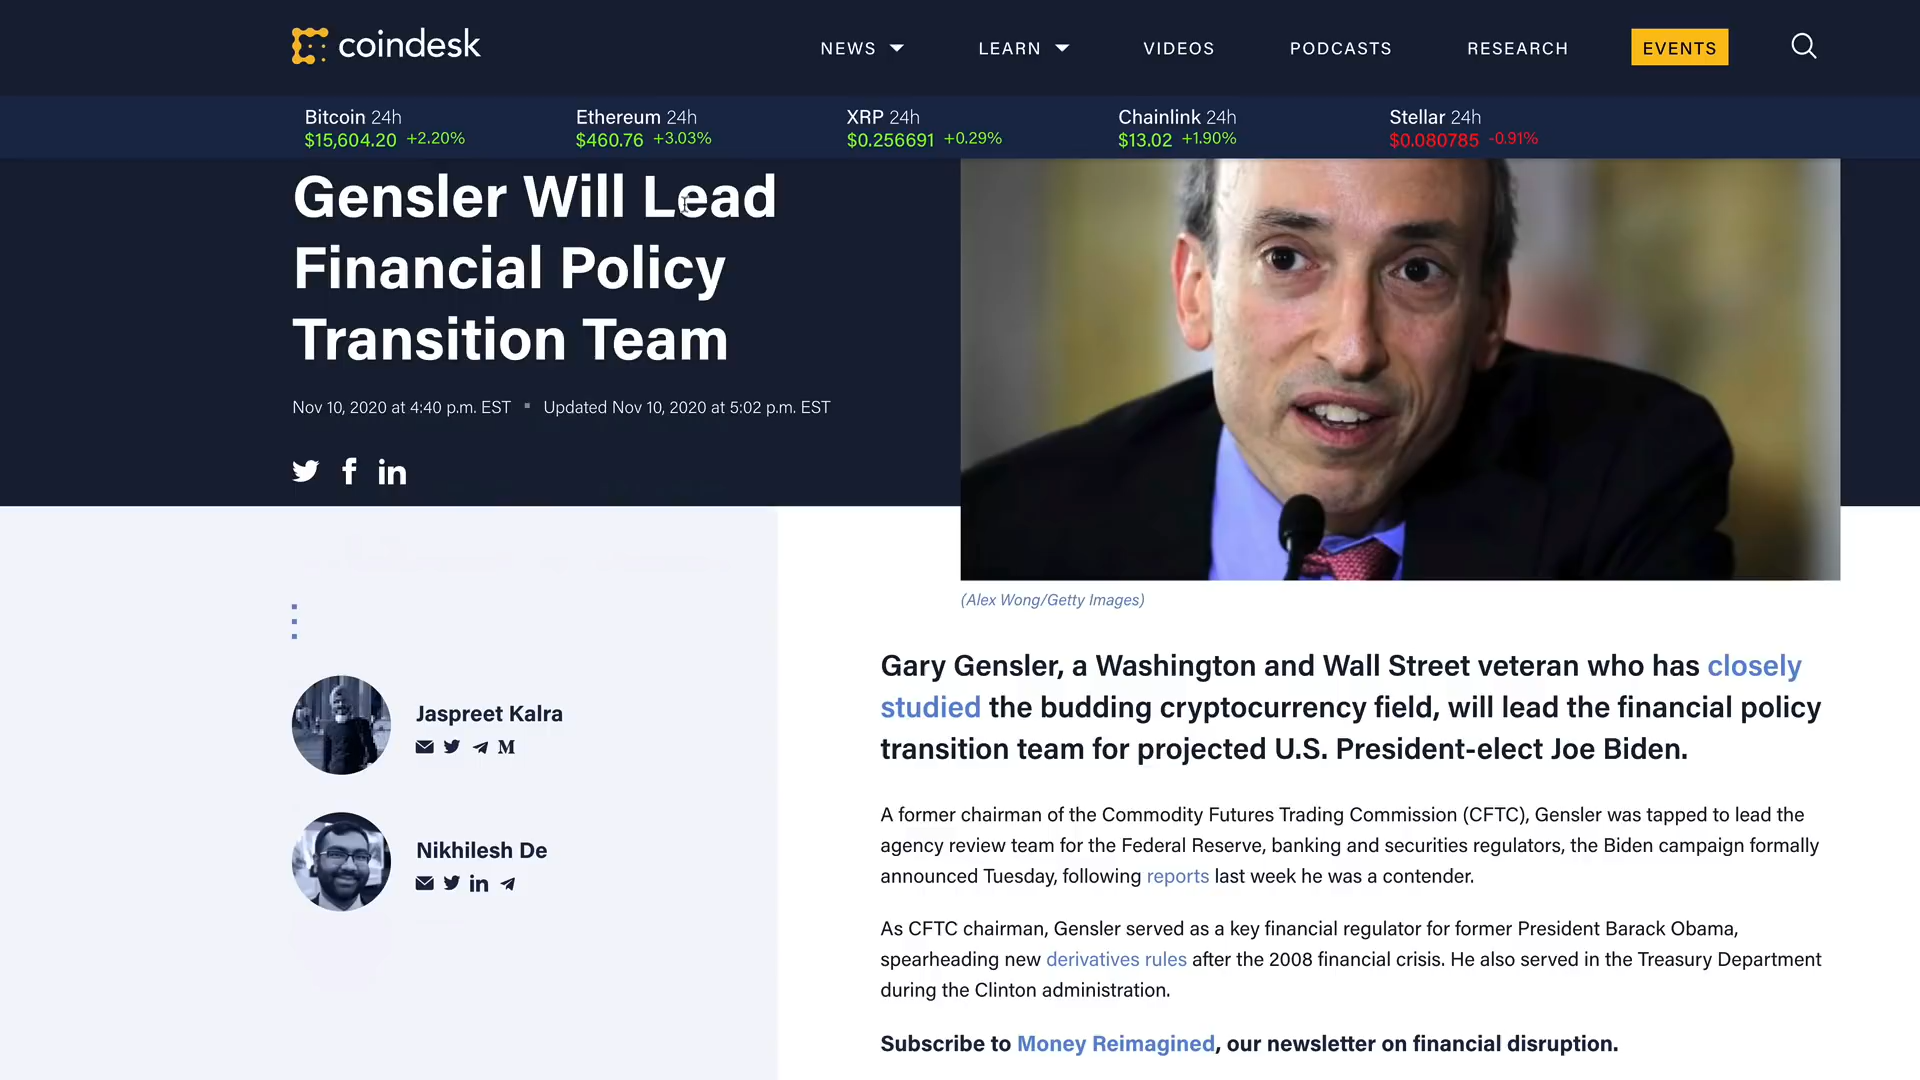 coindesk
NEWS
LEARN
VIDEOS
PODCASTS
RESEARCH
EVENTS
Bitcoin 24h
$15,604.20 +2.20%
Ethereum 24h
$460.76 +3.03%
XRP 24h
$0.256691 +0.29%
Chainlink 24h
$13.02 +1.90%
Stellar 24h
$0.080785 -0.91%
Gensler Will Lead
Financial Policy
Transition Team
Nov 10, 2020 at 4:40 p.m. EST ▪ Updated Nov 10, 2020 at 5:02 p.m. EST
(Alex Wong/Getty Images)
Jaspreet Kalra
Nikhilesh De
Gary Gensler, a Washington and Wall Street veteran who has closely
studied the budding cryptocurrency field, will lead the financial policy
transition team for projected U.S. President-elect Joe Biden.
A former chairman of the Commodity Futures Trading Commission (CFTC), Gensler was tapped to lead the
agency review team for the Federal Reserve, banking and securities regulators, the Biden campaign formally
announced Tuesday, following reports last week he was a contender.
As CFTC chairman, Gensler served as a key financial regulator for former President Barack Obama,
spearheading new derivatives rules after the 2008 financial crisis. He also served in the Treasury Department
during the Clinton administration.
Subscribe to Money Reimagined, our newsletter on financial disruption.